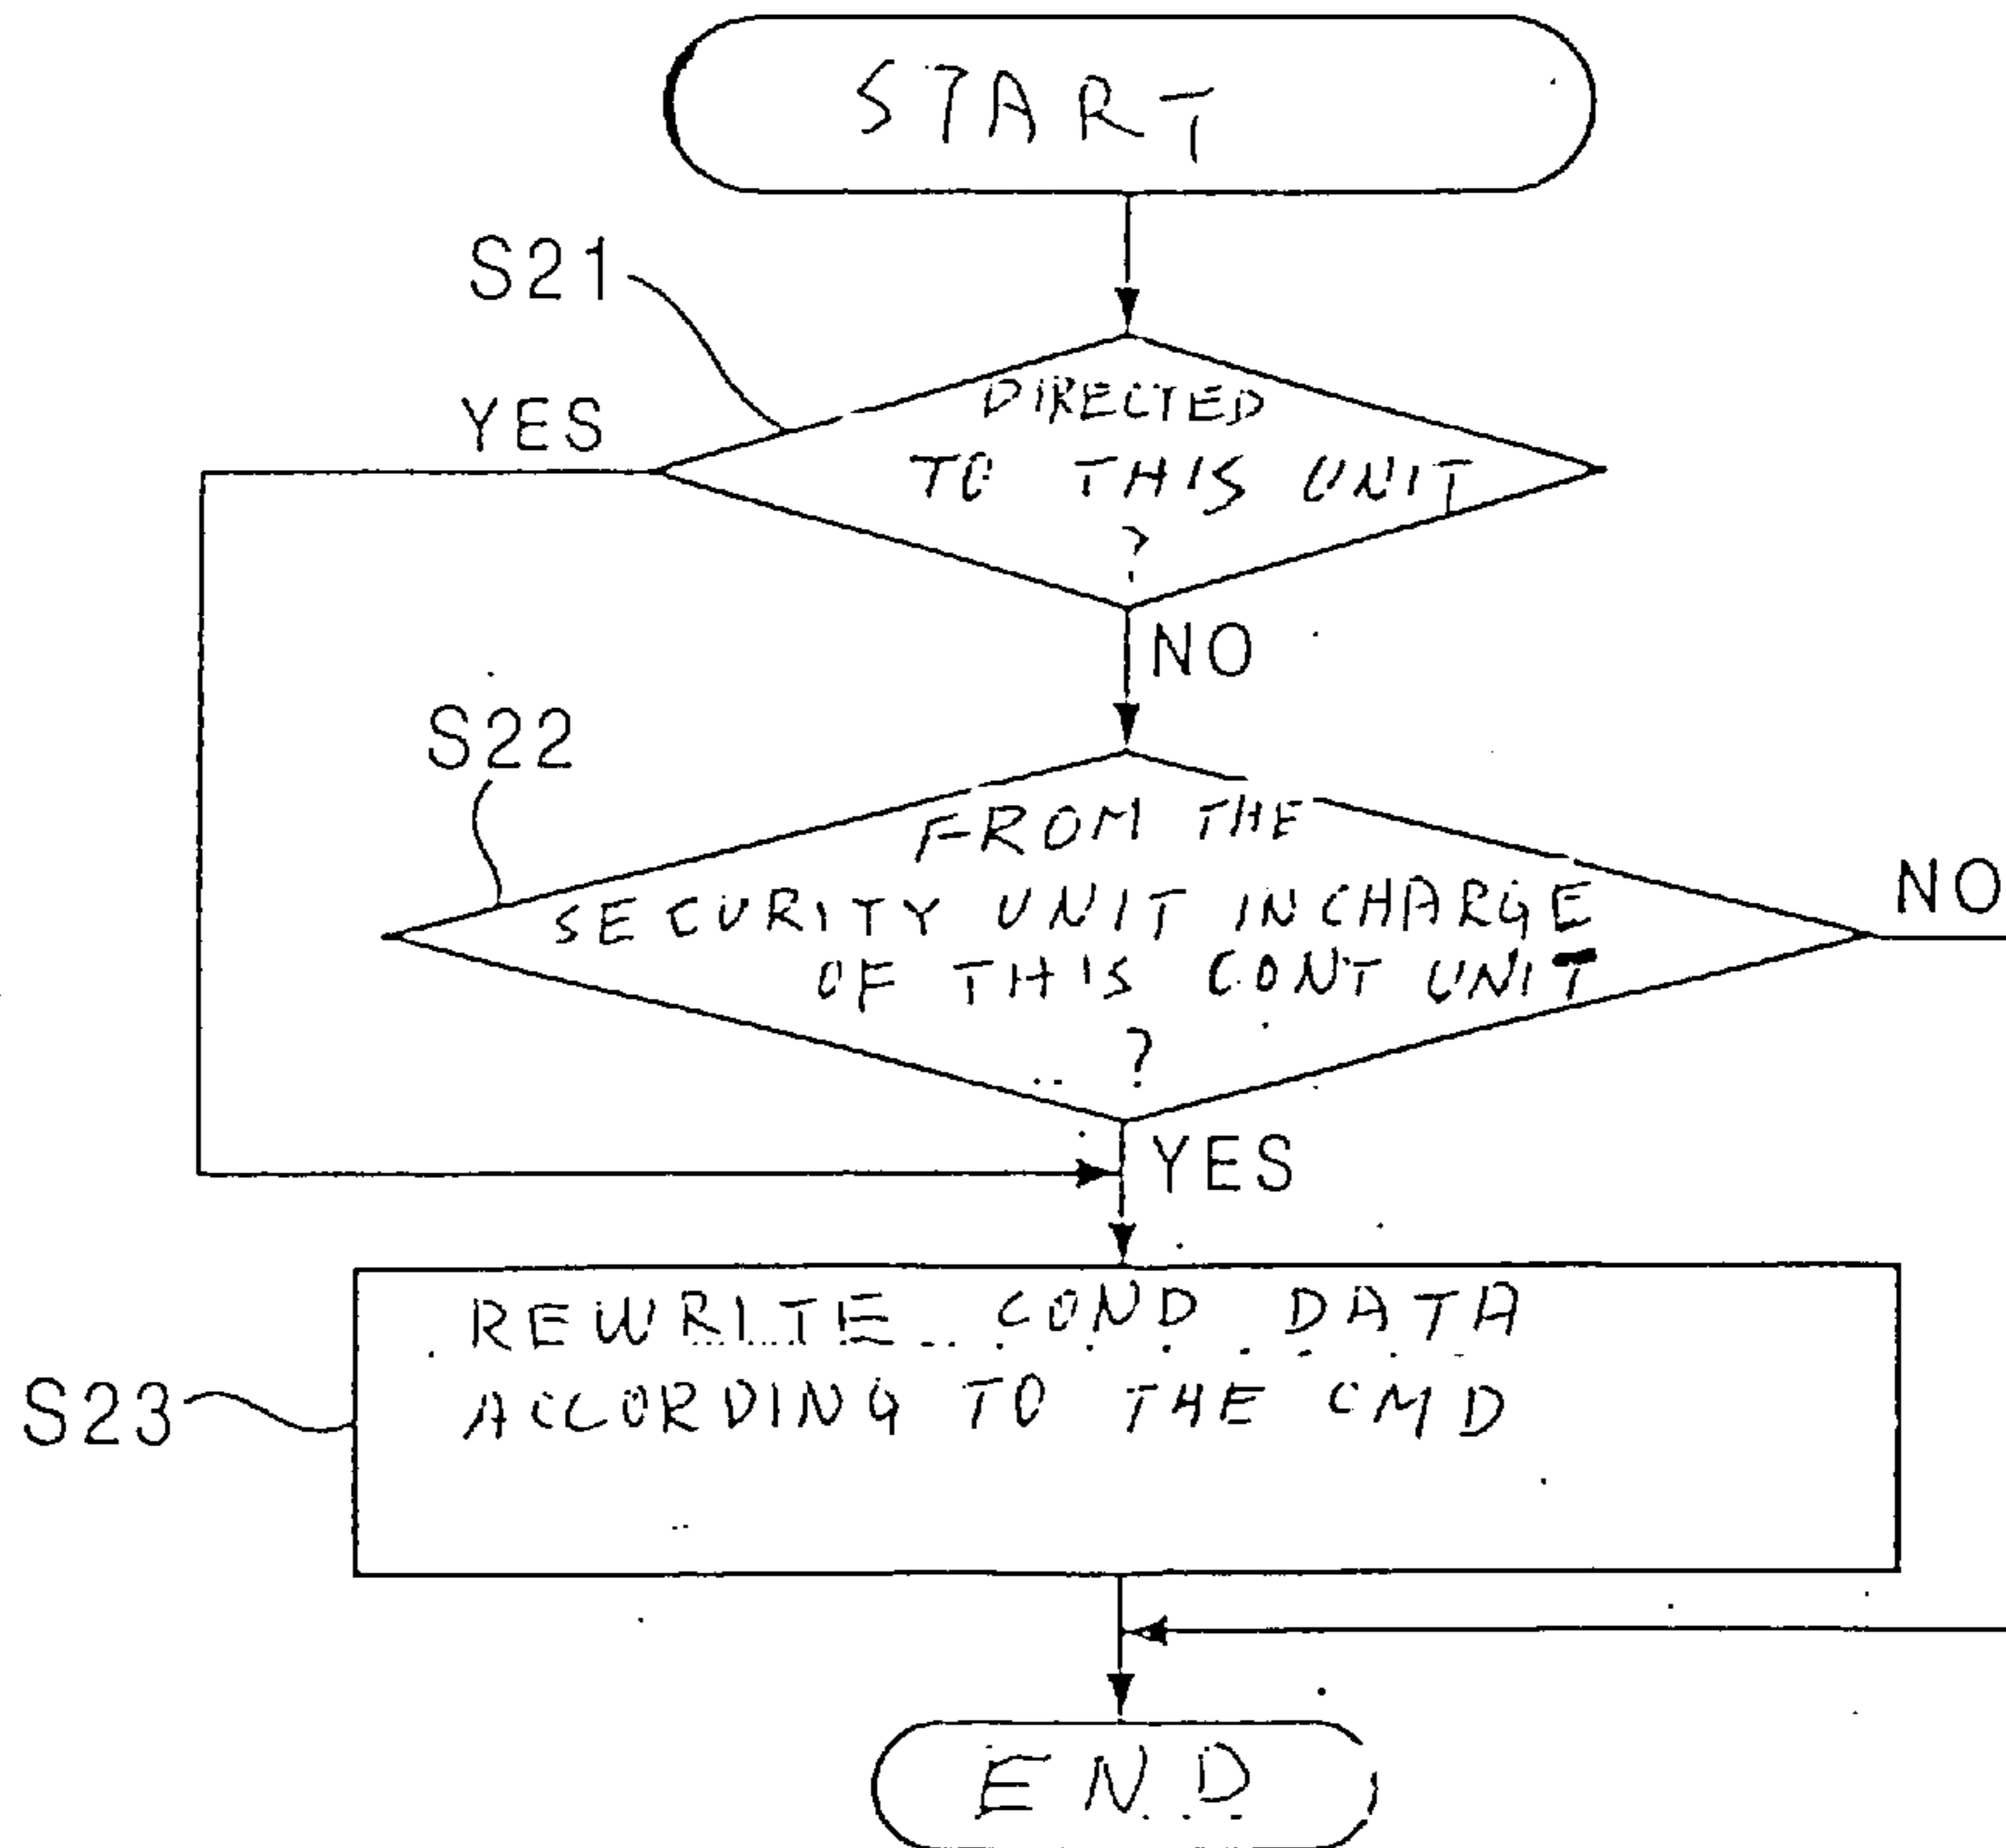 START
S21
YES
DIRECTED
TO THIS UNIT
?
NO
S22
FROM THE
NO
SECURITY UNIT INCHARGE
OF THIS CONT UNIT
?
YES
REWRITE COND DATA
S23
ACCORDING TO THE CMD
END